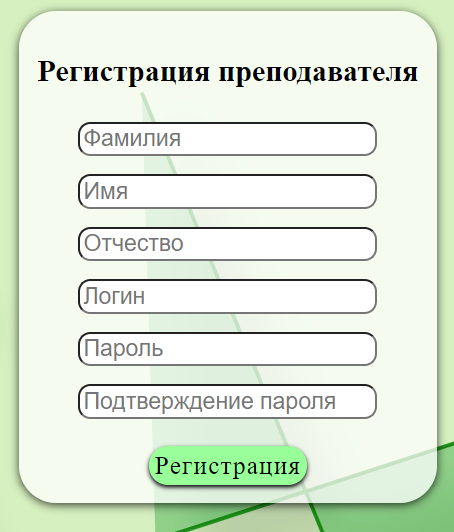 Регистрация преподавателя
Фамилия
Имя
Отчество
Логин
Пароль
Подтверждение пароля
Регистрация